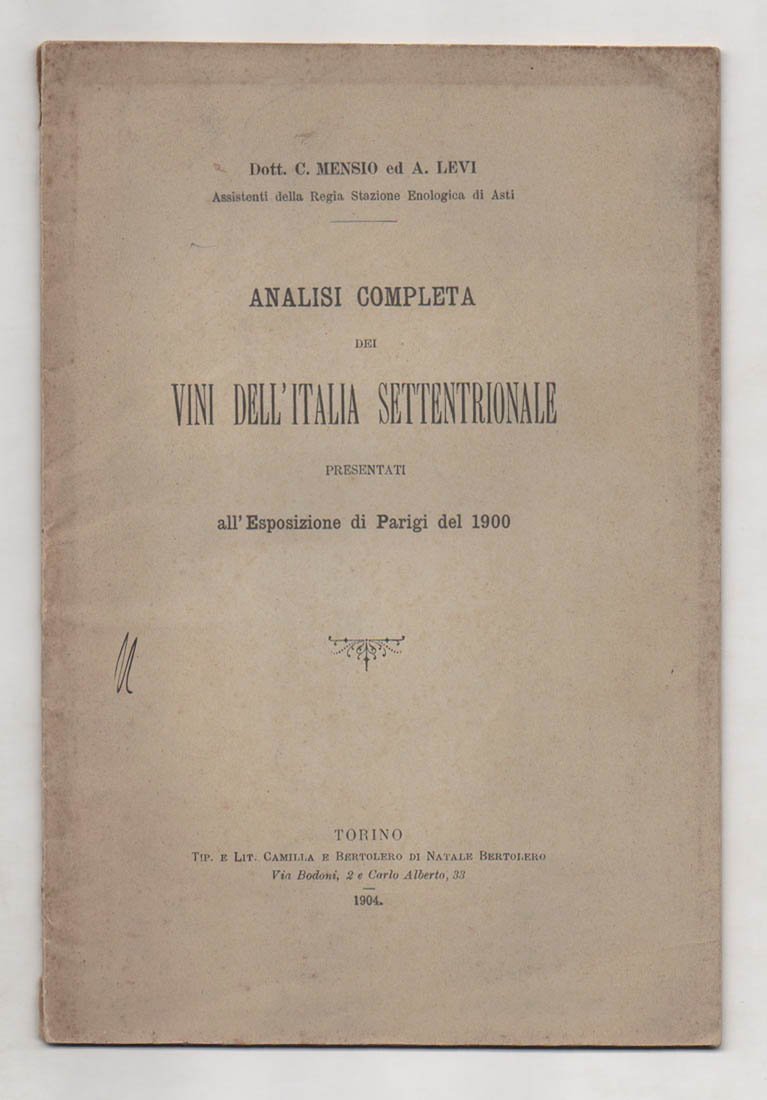 Dott. C. MENSIO ed A. LEVI
Assistenti della Regia Stazione Enologica di Asti
ANALISI COMPLETA
DEI
VINI DELL'ITALIA SETTENTRIONALE
PRESENTATI
all'Esposizione di Parigi del 1900
TORINO
TIP. E LIT. CAMILLA E BERTOLERO DI NATALE BERTOLERO
Via Bodoni, 2 e Carlo Alberto, 33
1904.